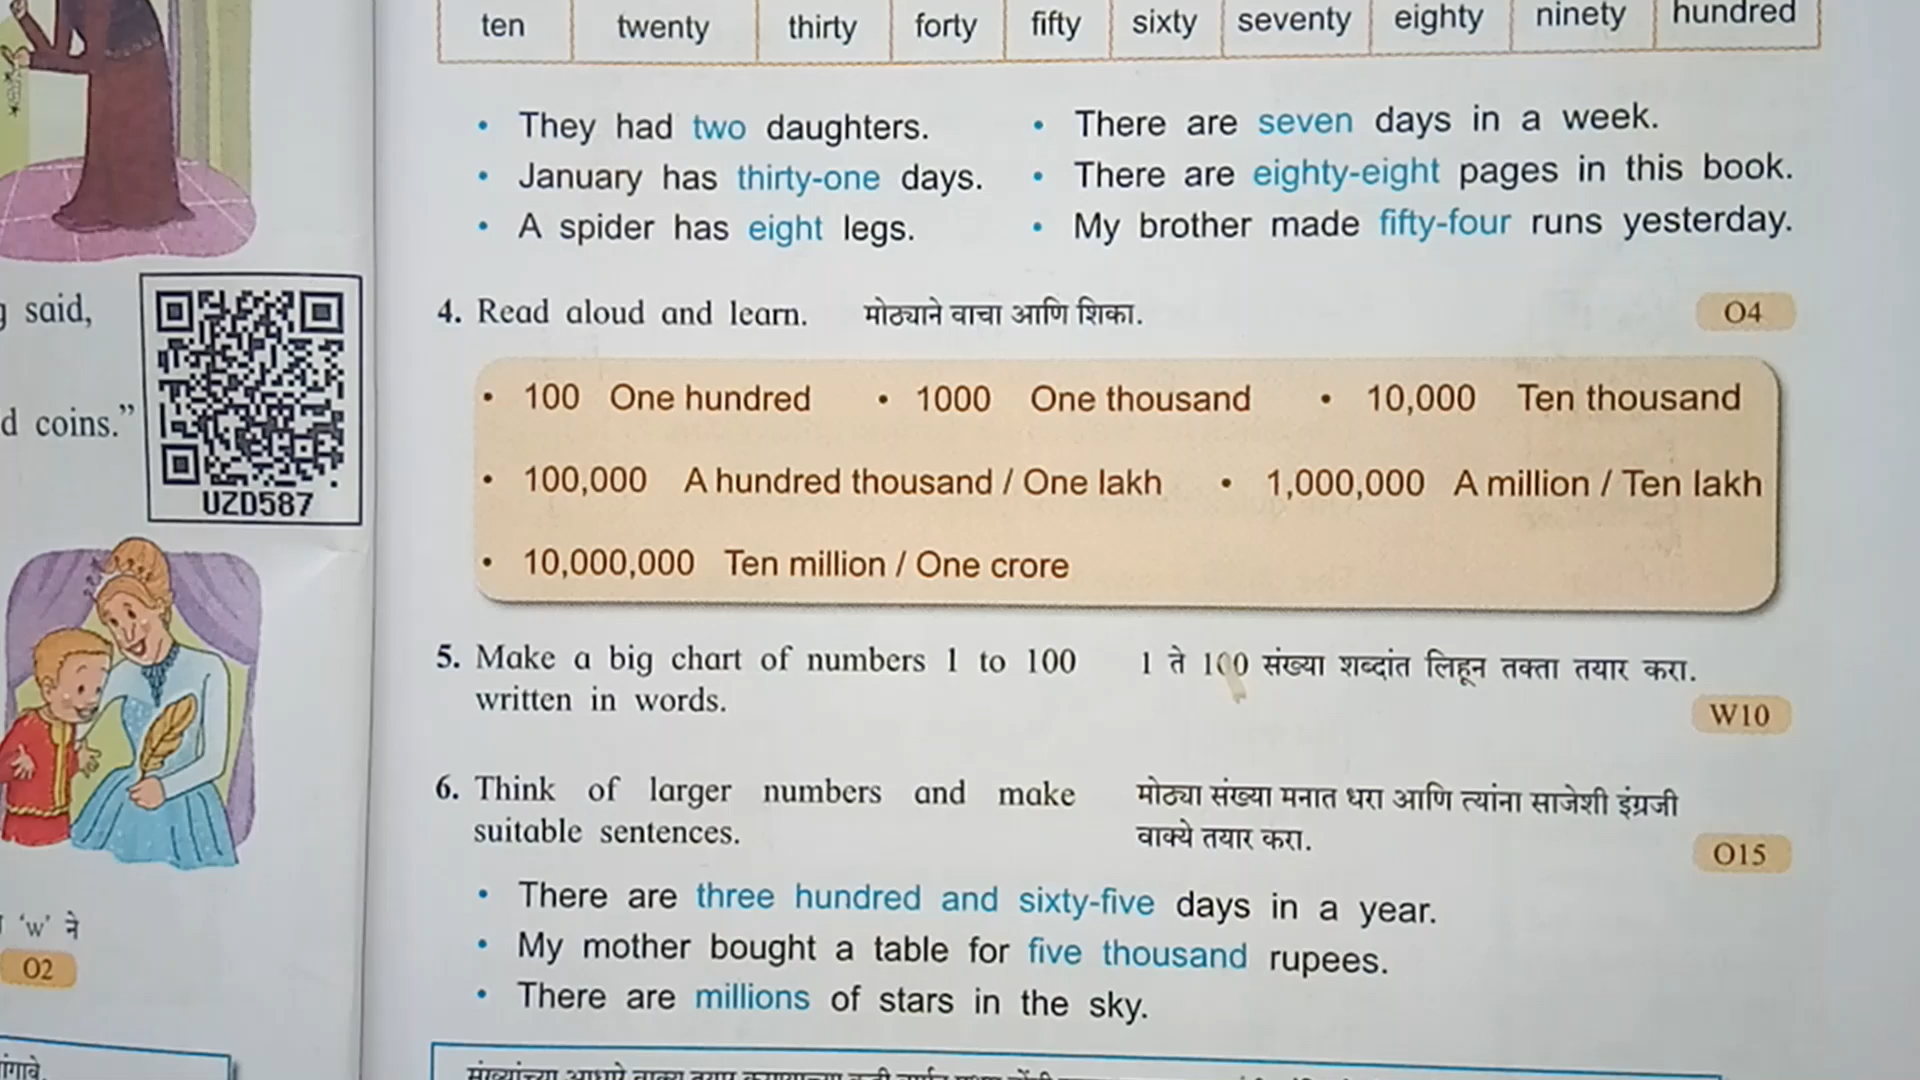 said,
d coins.”
UZD587
‘w’ ने
O2
ten twenty thirty forty fifty sixty seventy eighty ninety hundred
• They had two daughters. • There are seven days in a week.
• January has thirty-one days. • There are eighty-eight pages in this book.
• A spider has eight legs. • My brother made fifty-four runs yesterday.
4. Read aloud and learn. मोठ्याने वाचा आणि शिका. O4
• 100 One hundred • 1000 One thousand • 10,000 Ten thousand
• 100,000 A hundred thousand / One lakh • 1,000,000 A million / Ten lakh
• 10,000,000 Ten million / One crore
5. Make a big chart of numbers 1 to 100 1 ते 100 संख्या शब्दांत लिहून तक्ता तयार करा.
written in words. W10
6. Think of larger numbers and make मोठ्या संख्या मनात धरा आणि त्यांना साजेशी इंग्रजी
suitable sentences. वाक्ये तयार करा. O15
• There are three hundred and sixty-five days in a year.
• My mother bought a table for five thousand rupees.
• There are millions of stars in the sky.